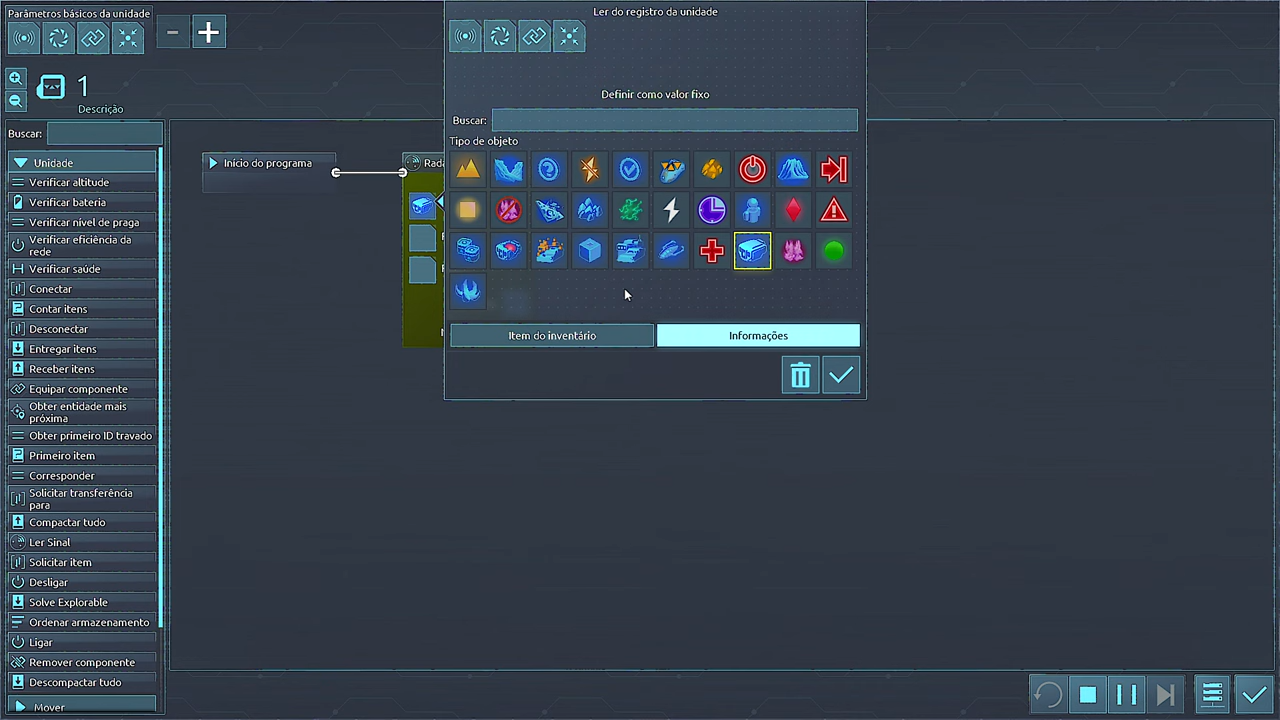 Parâmetros básicos da unidade
1
Descrição
Buscar:
Unidade
Verificar altitude
Verificar bateria
Verificar nível de praga
Verificar eficiência da
rede
Verificar saúde
Conectar
Contar itens
Desconectar
Entregar itens
Receber itens
Equipar componente
Obter entidade mais
próxima
Obter primeiro ID travado
Primeiro item
Corresponder
Solicitar transferência
para
Compactar tudo
Ler Sinal
Solicitar item
Desligar
Solve Explorable
Ordenar armazenamento
Ligar
Remover componente
Descompactar tudo
Mover
Início do programa
Rada
Ler do registro da unidade
Definir como valor fixo
Buscar:
Tipo de objeto
Item do inventário
Informações